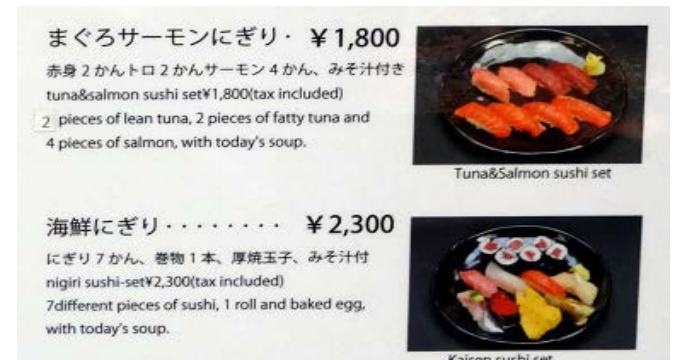 まぐろサーモンにぎり・ ¥1,800
赤身2かんトロ2かんサーモン4かん、みそ汁付き
tuna&salmon sushi set¥1,800(tax included)
2 pieces of lean tuna, 2 pieces of fatty tuna and
4 pieces of salmon, with today's soup.
Tuna&Salmon sushi set
海鮮にぎり・・・・・・・・ ¥2,300
にぎり7かん、巻物1本、厚焼玉子、みそ汁付
nigiri sushi-set¥2,300(tax included)
7different pieces of sushi, 1 roll and baked egg,
with today's soup.
Kaisen sushi set